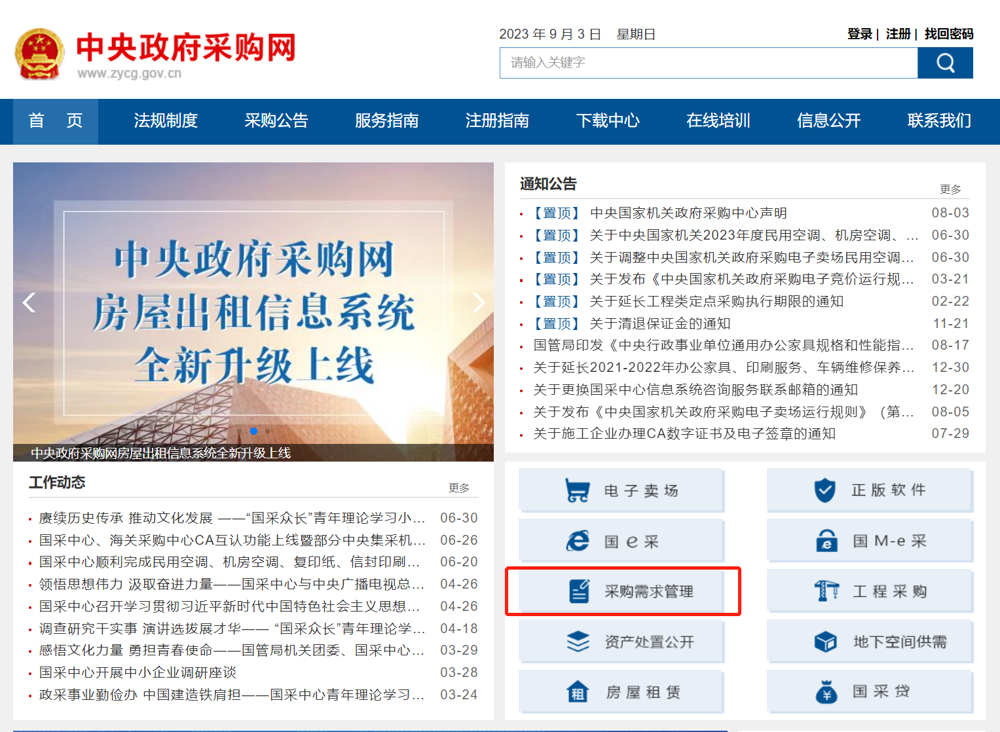 中央政府采购网
www.zycg.gov.cn
2023 年 9 月 3 日 星期日
登录 | 注册 | 找回密码
请输入关键字
首 页 法规制度 采购公告 服务指南 注册指南 下载中心 在线培训 信息公开 联系我们
中央政府采购网
房屋出租信息系统
全新升级上线
中央政府采购网房屋出租信息系统全新升级上线
通知公告 更多
【置顶】 中央国家机关政府采购中心声明 08-03
【置顶】 关于中央国家机关2023年度民用空调、机房空调、... 06-30
【置顶】 关于调整中央国家机关政府采购电子卖场民用空调... 06-30
【置顶】 关于发布《中央国家机关政府采购电子竞价运行规... 03-21
【置顶】 关于延长工程类定点采购执行期限的通知 02-22
【置顶】 关于清退保证金的通知 11-21
国管局印发《中央行政事业单位通用办公家具规格和性能指... 08-17
关于延长2021-2022年办公家具、印刷服务、车辆维修保养... 12-30
关于更换国采中心信息系统咨询服务联系邮箱的通知 12-20
关于发布《中央国家机关政府采购电子卖场运行规则》（第... 08-05
关于施工企业办理CA数字证书及电子签章的通知 07-29
工作动态 更多
赓续历史传承 推动文化发展 ——“国采众长”青年理论学习小... 06-30
国采中心、海关采购中心CA互认功能上线暨部分中央集采机... 06-26
国采中心顺利完成民用空调、机房空调、复印纸、信封印刷... 06-20
领悟思想伟力 汲取奋进力量——国采中心与中央广播电视总... 04-26
国采中心召开学习贯彻习近平新时代中国特色社会主义思想... 04-26
调查研究干实事 演讲选拔展才华—— “国采众长”青年理论学... 04-18
感悟文化力量 勇担青春使命——国管局机关团委、国采中心... 03-29
国采中心开展中小企业调研座谈 03-28
政采事业勤俭办 中国建造铁肩担——国采中心青年理论学习... 03-24
电子卖场 正版软件
国e采 国M-e采
采购需求管理 工程采购
资产处置公开 地下空间供需
租 房屋租赁 ¥ 国采贷